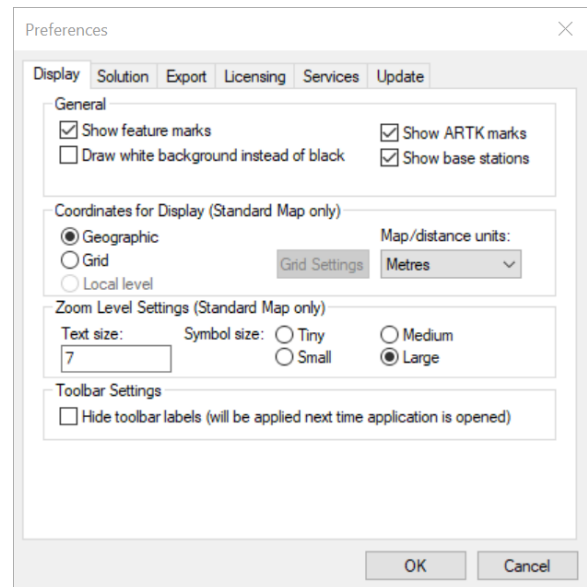 Preferences
Display Solution Export Licensing Services Update
General
Show feature marks
Show ARTK marks
Draw white background instead of black
Show base stations
Coordinates for Display (Standard Map only)
Geographic
Map/distance units:
Grid
Grid Settings
Metres
Local level
Zoom Level Settings (Standard Map only)
Text size:
Symbol size:
Tiny
Medium
7
Small
Large
Toolbar Settings
Hide toolbar labels (will be applied next time application is opened)
OK
Cancel